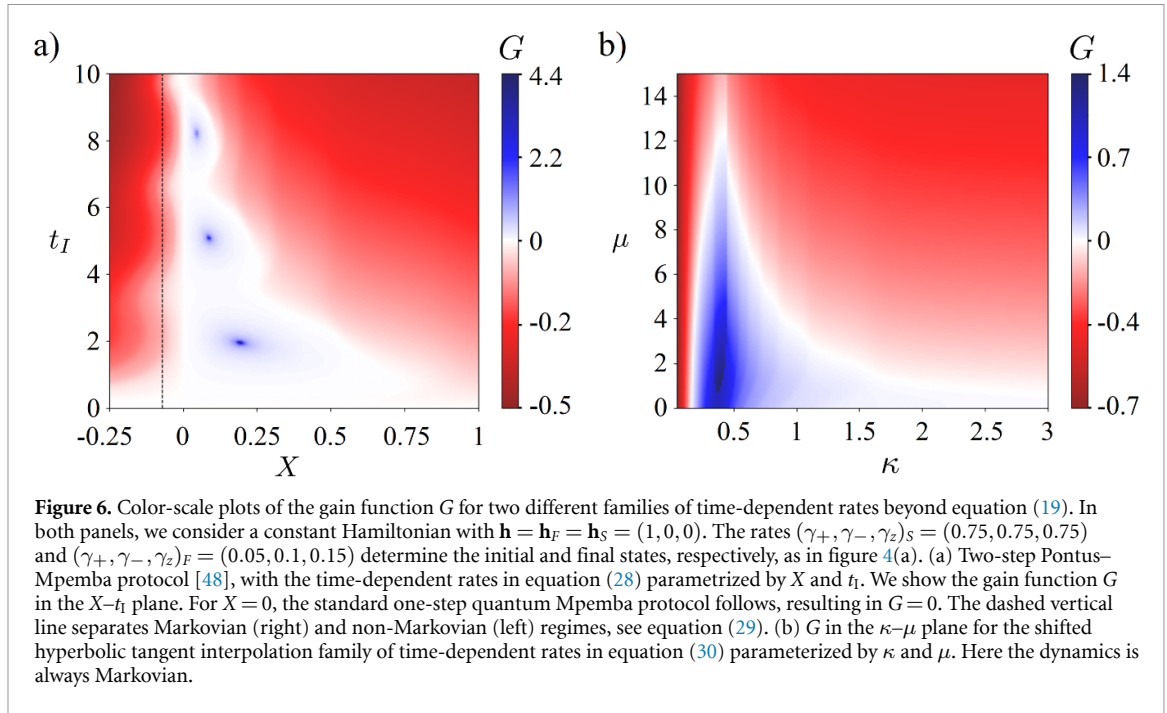 a)
G
10
8
6
t_I
4
2
0
-0.25
0
0.25
0.5
0.75
1
X
4.4
2.2
0
-0.2
-0.5
b)
G
14
12
10
8
μ
6
4
2
0
0.5
1
1.5
2
2.5
3
κ
1.4
0.7
0
-0.4
-0.7
Figure 6. Color-scale plots of the gain function G for two different families of time-dependent rates beyond equation (19). In
both panels, we consider a constant Hamiltonian with h = h_F = h_S = (1,0,0). The rates (γ+,γ−,γz)_S = (0.75,0.75,0.75)
and (γ+,γ−,γz)_F = (0.05,0.1,0.15) determine the initial and final states, respectively, as in figure 4(a). (a) Two-step Pontus–
Mpemba protocol [48], with the time-dependent rates in equation (28) parametrized by X and t_I. We show the gain function G
in the X–t_I plane. For X = 0, the standard one-step quantum Mpemba protocol follows, resulting in G = 0. The dashed vertical
line separates Markovian (right) and non-Markovian (left) regimes, see equation (29). (b) G in the κ–μ plane for the shifted
hyperbolic tangent interpolation family of time-dependent rates in equation (30) parameterized by κ and μ. Here the dynamics is
always Markovian.